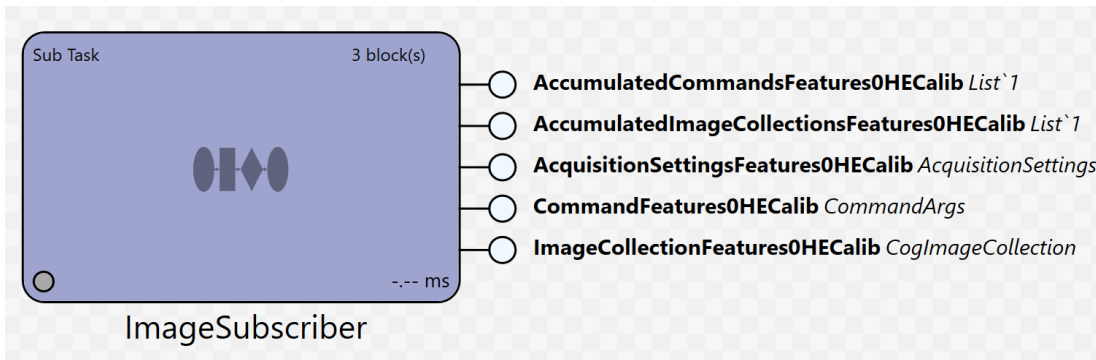 Sub Task 3 block(s)
AccumulatedCommandsFeatures0HECalib List`1
AccumulatedImageCollectionsFeatures0HECalib List`1
AcquisitionSettingsFeatures0HECalib AcquisitionSettings
CommandFeatures0HECalib CommandArgs
ImageCollectionFeatures0HECalib CogImageCollection
-.-- ms
ImageSubscriber